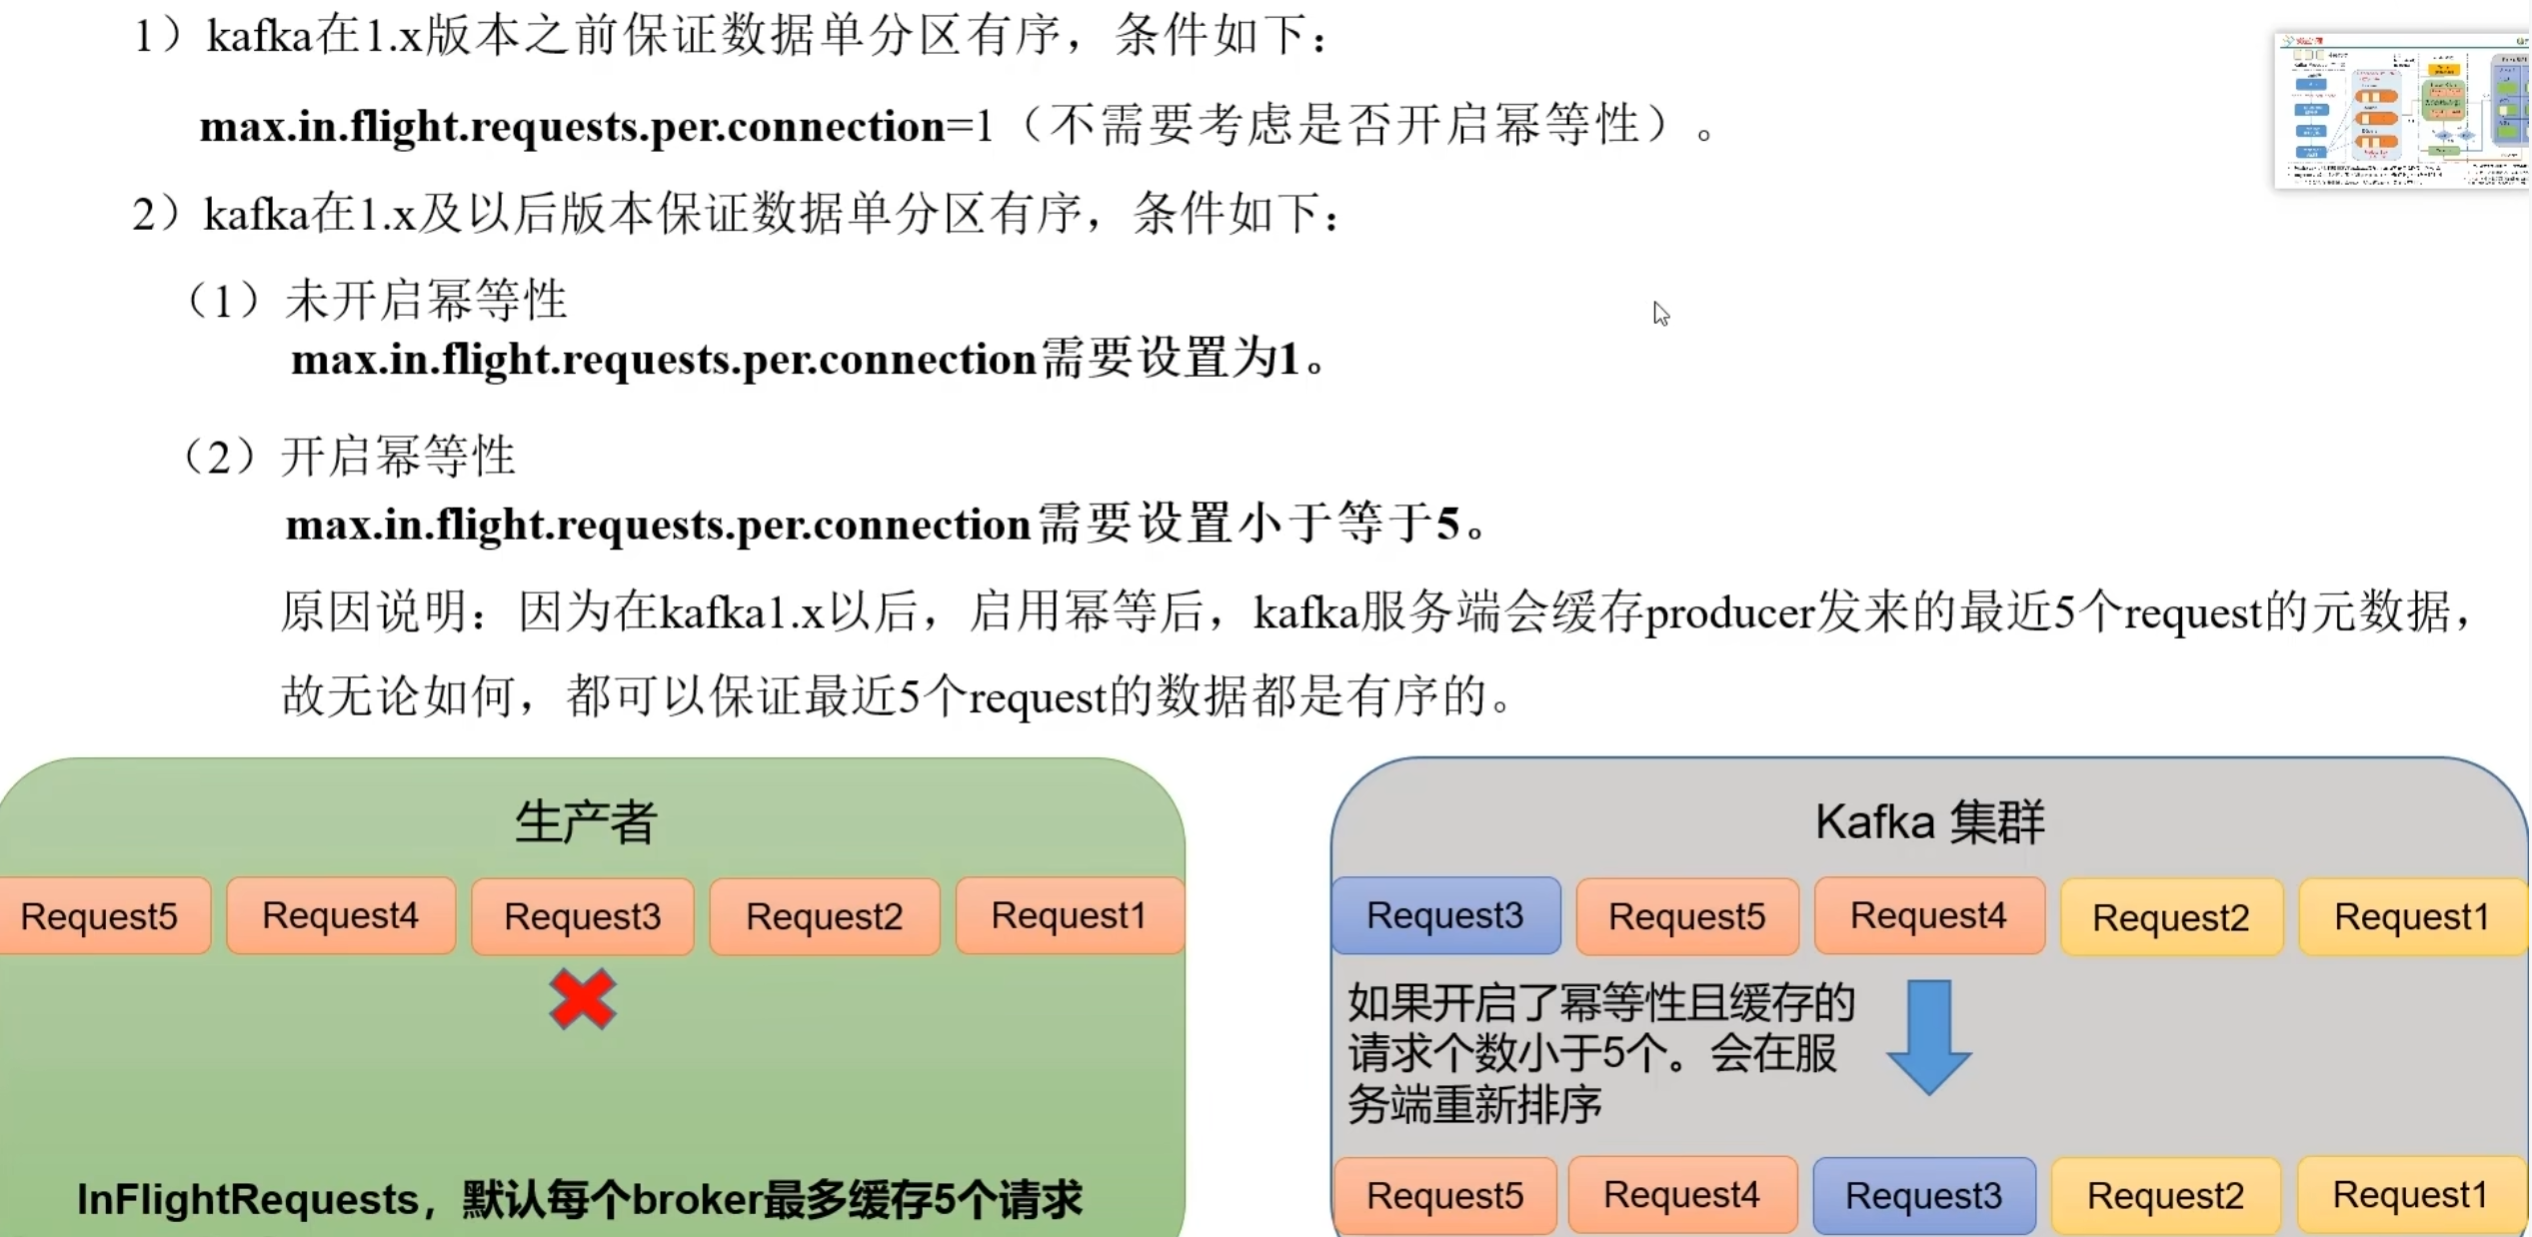 1）kafka在1.x版本之前保证数据单分区有序，条件如下：
max.in.flight.requests.per.connection=1（不需要考虑是否开启幂等性）。
2）kafka在1.x及以后版本保证数据单分区有序，条件如下：
（1）未开启幂等性
max.in.flight.requests.per.connection需要设置为1。
（2）开启幂等性
max.in.flight.requests.per.connection需要设置小于等于5。
原因说明：因为在kafka1.x以后，启用幂等后，kafka服务端会缓存producer发来的最近5个request的元数据，
故无论如何，都可以保证最近5个request的数据都是有序的。
生产者
Request5 Request4 Request3 Request2 Request1
InFlightRequests，默认每个broker最多缓存5个请求
Kafka 集群
Request3 Request5 Request4 Request2 Request1
如果开启了幂等性且缓存的
请求个数小于5个。会在服
务端重新排序
Request5 Request4 Request3 Request2 Request1